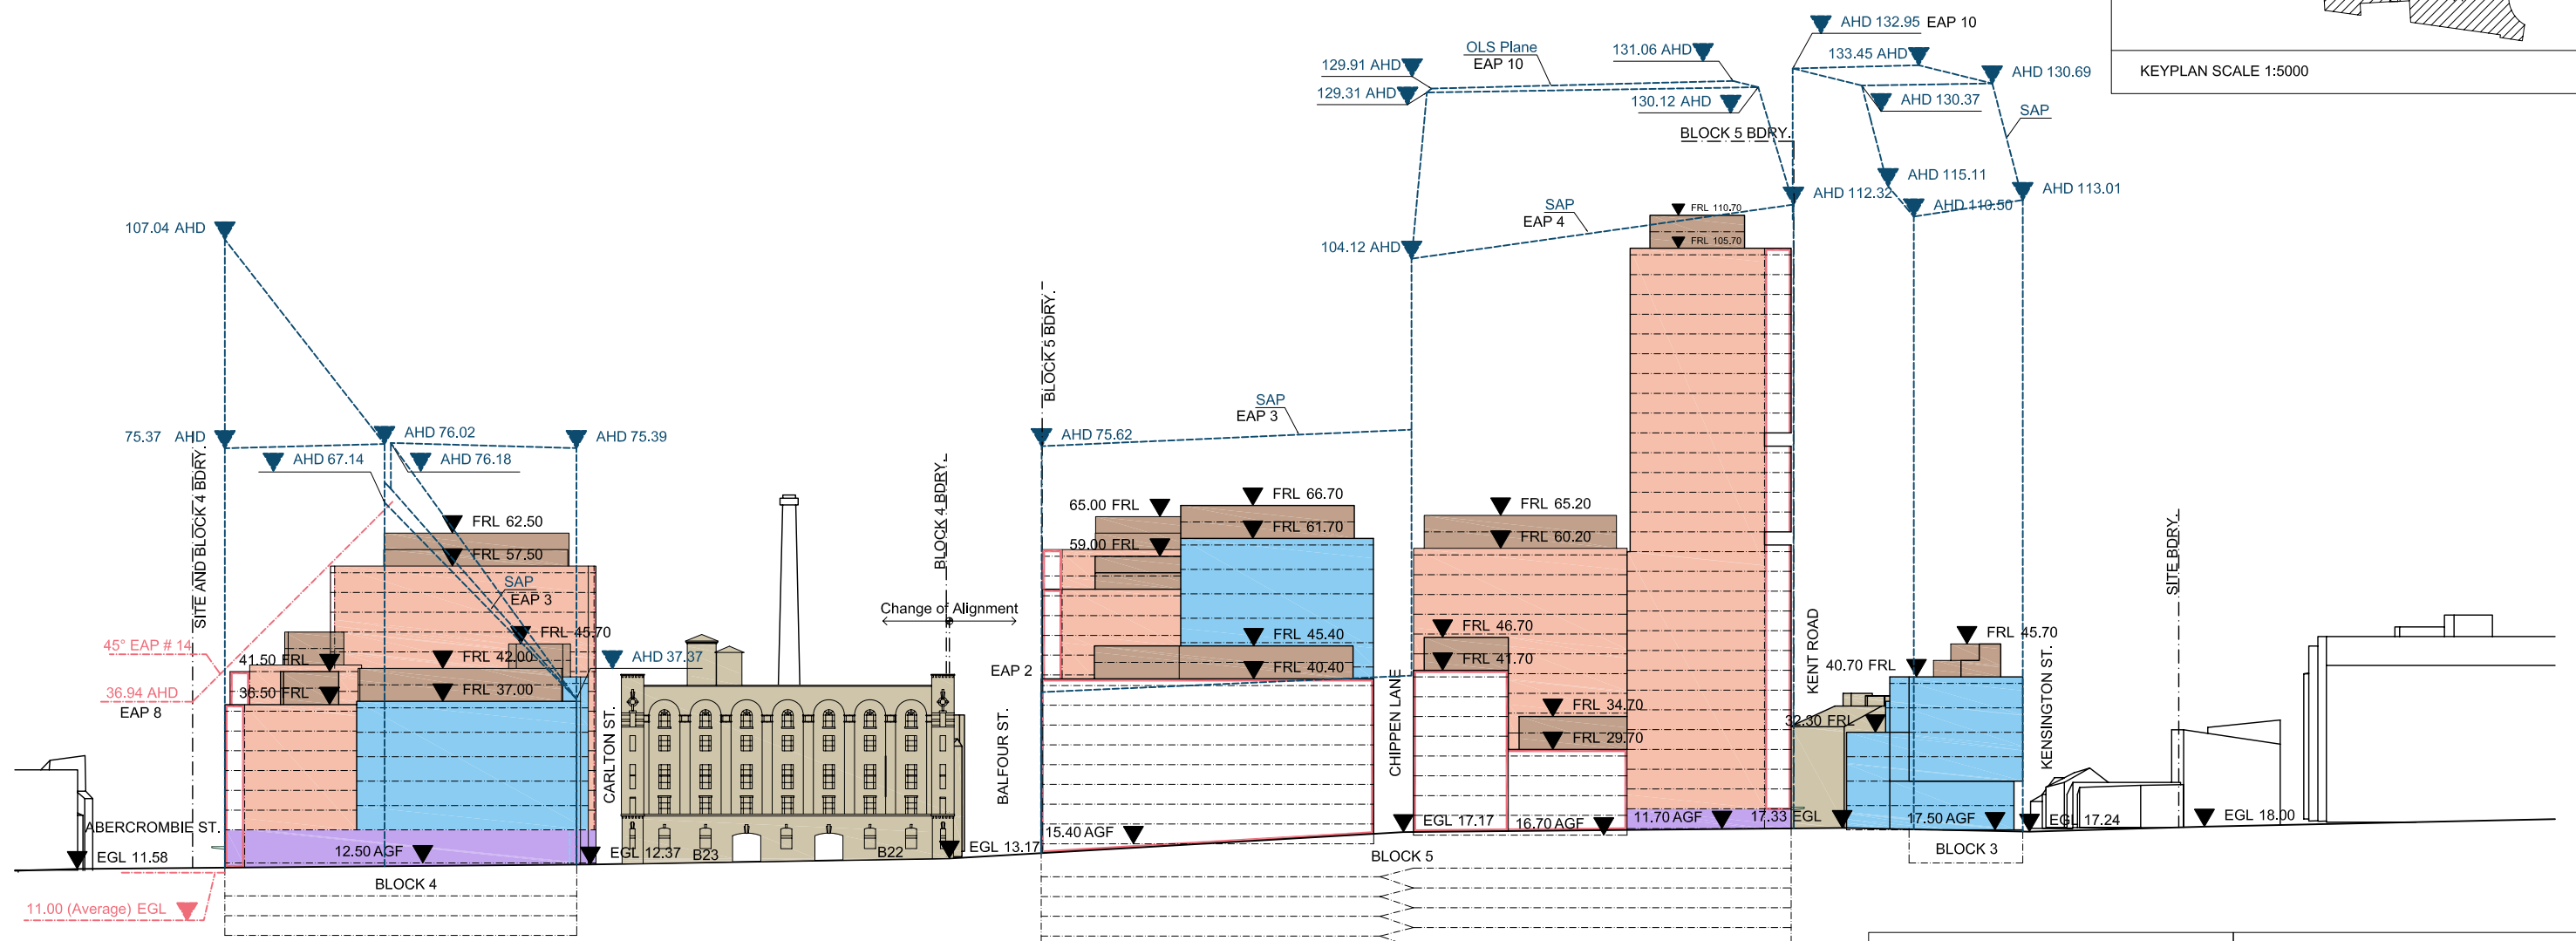 AHD 132.95 EAP 10
OLS Plane
EAP 10
131.06 AHD
133.45 AHD
129.91 AHD
AHD 130.69
KEYPLAN SCALE 1:5000
129.31 AHD
130.12 AHD
AHD 130.37
SAP
BLOCK 5 BDRY.
AHD 115.11
AHD 112.32
AHD 113.01
SAP
EAP 4
AHD 110.50
FRL 110.70
107.04 AHD
FRL 105.70
104.12 AHD
BLOCK 5 BDRY.
SAP
EAP 3
75.37 AHD
AHD 76.02
AHD 75.39
AHD 75.62
AHD 67.14
AHD 76.18
SITE AND BLOCK 4 BDRY.
BLOCK 4 BDRY.
SITE BDRY.
FRL 66.70
65.00 FRL
FRL 65.20
FRL 62.50
FRL 61.70
FRL 60.20
59.00 FRL
FRL 57.50
SAP
EAP 3
Change of Alignment
FRL 46.70
FRL 45.70
FRL 45.40
FRL 45.70
45° EAP # 14
41.50 FRL
FRL 42.00
AHD 37.37
EAP 2
FRL 40.40
FRL 41.70
40.70 FRL
KENT ROAD
KENSINGTON ST.
36.94 AHD
EAP 8
36.50 FRL
FRL 37.00
FRL 34.70
32.30 FRL
FRL 29.70
CARLTON ST.
BALFOUR ST.
CHIPPEN LANE
ABERCROMBIE ST.
EGL 11.58
12.50 AGF
EGL 12.37
B23
B22
EGL 13.17
15.40 AGF
EGL 17.17
16.70 AGF
11.70 AGF
17.33 EGL
17.50 AGF
EGL 17.24
EGL 18.00
BLOCK 4
BLOCK 5
BLOCK 3
11.00 (Average) EGL